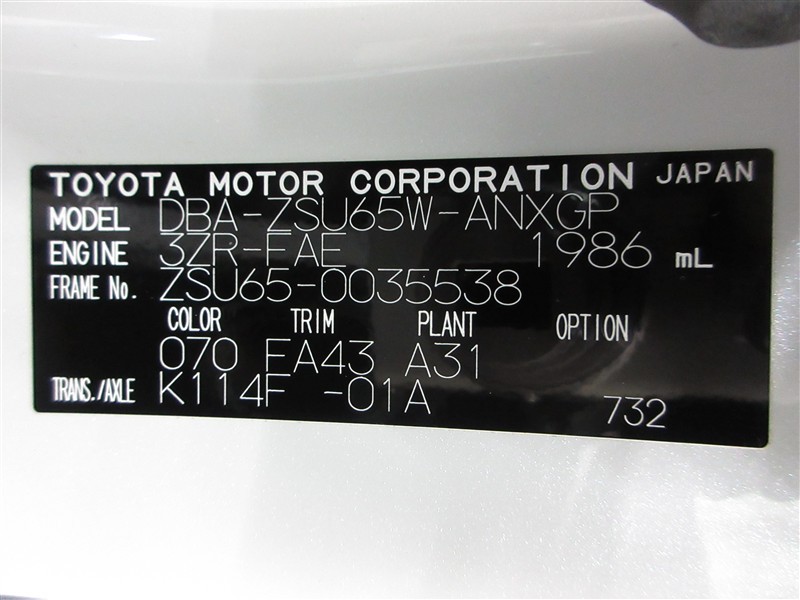 TOYOTA MOTOR CORPORATION JAPAN
MODEL DBA-ZSU65W-ANXGP
ENGINE 3ZR-FAE 1986 mL
FRAME No. ZSU65-0035538
COLOR TRIM PLANT OPTION
070 FA43 A31
TRANS./AXLE K114F -01A
732